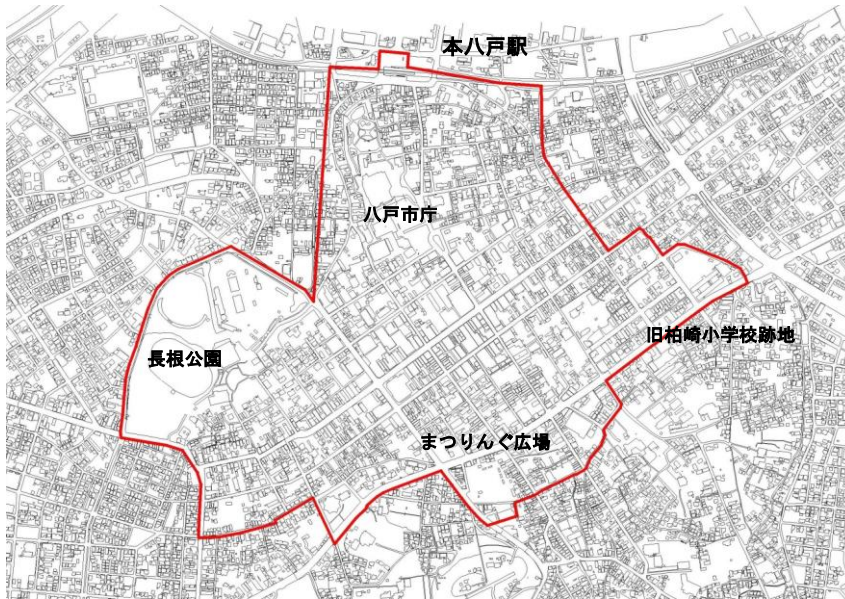 本八戸駅
八戸市庁
旧柏崎小学校跡地
長根公園
まつりんぐ広場